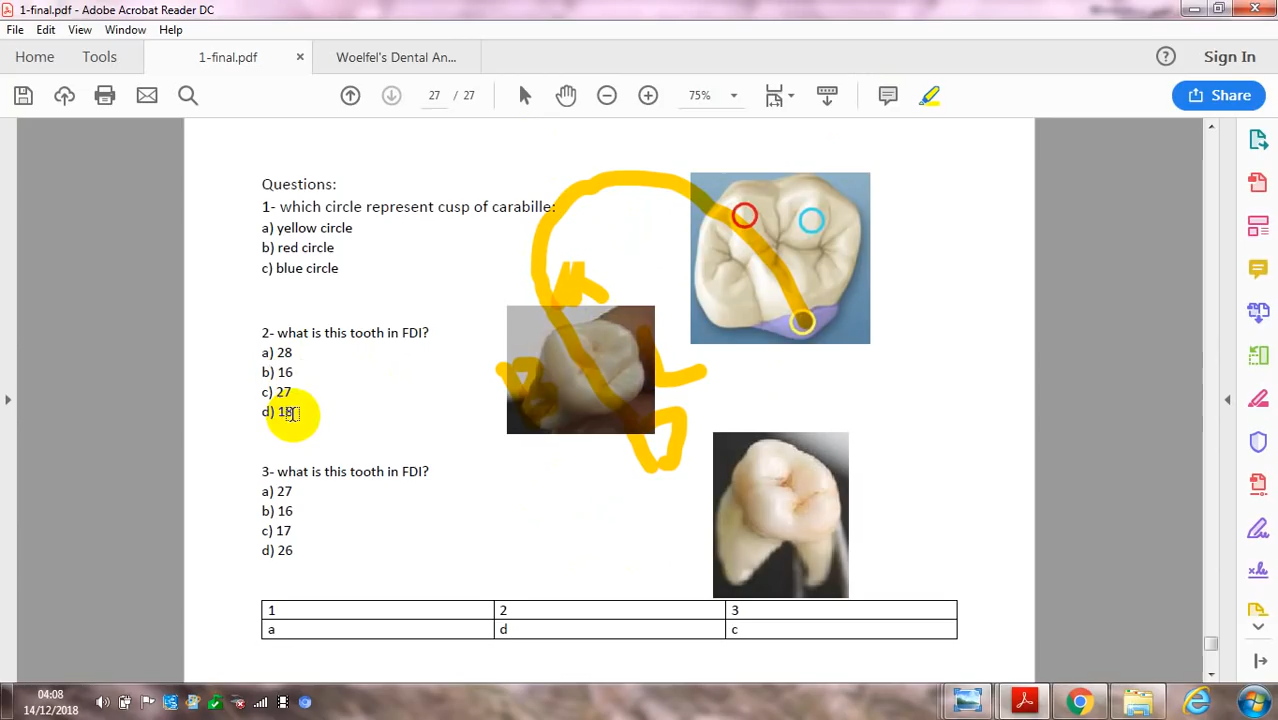 1-final.pdf - Adobe Acrobat Reader DC
File Edit View Window Help
Home Tools 1-final.pdf × Woelfel's Dental An... ? Sign In
27 / 27 75% Share
Questions:
1- which circle represent cusp of carabille:
a) yellow circle
b) red circle
c) blue circle
2- what is this tooth in FDI?
a) 28
b) 16
c) 27
d) 18
3- what is this tooth in FDI?
a) 27
b) 16
c) 17
d) 26
1 2 3
a d c
04:08
14/12/2018